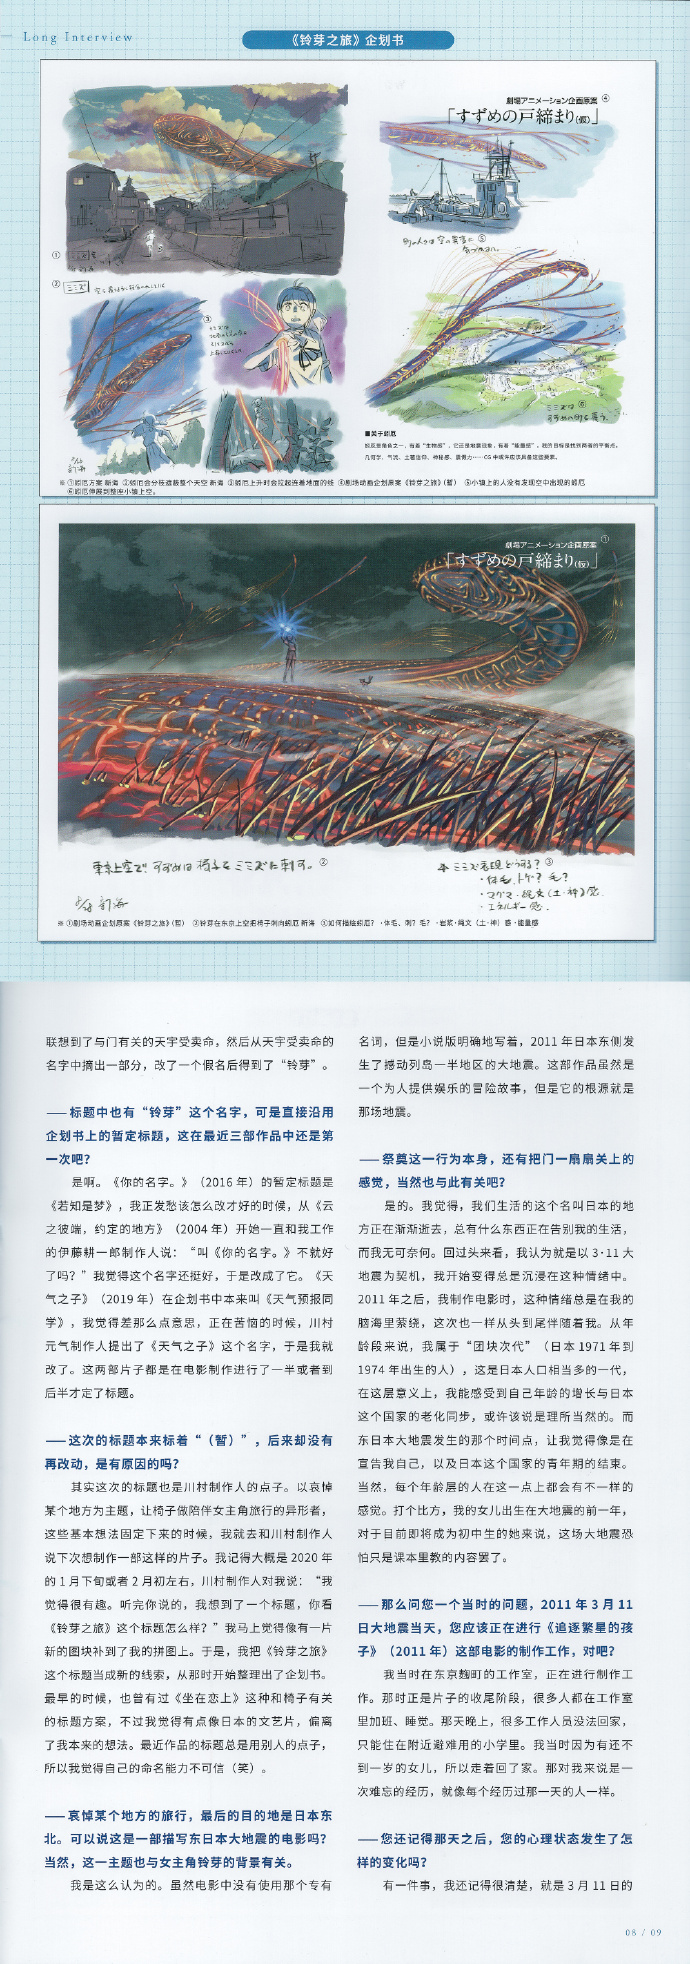 Long Interview
《铃芽之旅》企划书
劇場アニメーション企画原案 ④
「すずめの戸締まり(仮)」
①
②
ミミズ
③
⑤
ミミズは ⑥
■关于蚯厄
※ ①蚯厄方案 新海 ②蚯厄会分枝遮蔽整个天空 新海 ③蚯厄上升时会拉起连着地面的线 ④剧场动画企划原案《铃芽之旅》(暂) ⑤小镇上的人没有发现空中出现的蚯厄
⑥蚯厄伸展到整座小镇上空。
劇場アニメーション企画原案 ①
「すずめの戸締まり(仮)」
東京上空で、すずめは椅子をミミズに刺す。 ②
新海
ミミズ表現どうする? ③
・体毛、トゲ?毛?
・マグマ・縄文(土・神)感.
・エネルギー感.
※ ①剧场动画企划原案《铃芽之旅》(暂) ②铃芽在东京上空把椅子刺向蚯厄 新海 ③如何描绘蚯厄? ·体毛、刺?毛? ·岩浆·绳文(土·神)感·能量感
联想到了与门有关的天宇受卖命，然后从天宇受卖命的
名字中摘出一部分，改了一个假名后得到了“铃芽”。
——标题中也有“铃芽”这个名字，可是直接沿用
企划书上的暂定标题，这在最近三部作品中还是第
一次吧？
是啊。《你的名字。》（2016 年）的暂定标题是
《若知是梦》，我正发愁该怎么改才好的时候，从《云
之彼端，约定的地方》（2004 年）开始一直和我工作
的伊藤耕一郎制作人说：“叫《你的名字。》不就好
了吗？”我觉得这个名字还挺好，于是改成了它。《天
气之子》（2019 年）在企划书中本来叫《天气预报同
学》，我觉得差那么点意思，正在苦恼的时候，川村
元气制作人提出了《天气之子》这个名字，于是我就
改了。这两部片子都是在电影制作进行了一半或者到
后半才定了标题。
——这次的标题本来标着“（暂）”，后来却没有
再改动，是有原因的吗？
其实这次的标题也是川村制作人的点子。以哀悼
某个地方为主题，让椅子做陪伴女主角旅行的异形者，
这些基本想法固定下来的时候，我就去和川村制作人
说下次想制作一部这样的片子。我记得大概是 2020 年
的 1 月下旬或者 2 月初左右，川村制作人对我说：“我
觉得很有趣。听完你说的，我想到了一个标题，你看
《铃芽之旅》这个标题怎么样？”我马上觉得像有一片
新的图块补到了我的拼图上。于是，我把《铃芽之旅》
这个标题当成新的线索，从那时开始整理出了企划书。
最早的时候，也曾有过《坐在恋上》这种和椅子有关
的标题方案，不过我觉得有点像日本的文艺片，偏离
了我本来的想法。最近作品的标题总是用别人的点子，
所以我觉得自己的命名能力不可信（笑）。
——哀悼某个地方的旅行，最后的目的地是日本东
北。可以说这是一部描写东日本大地震的电影吗？
当然，这一主题也与女主角铃芽的背景有关。
我是这么认为的。虽然电影中没有使用那个专有
名词，但是小说版明确地写着，2011 年日本东侧发
生了撼动列岛一半地区的大地震。这部作品虽然是
一个为人提供娱乐的冒险故事，但是它的根源就是
那场地震。
——祭奠这一行为本身，还有把门一扇扇关上的
感觉，当然也与此有关吧？
是的。我觉得，我们生活的这个名叫日本的地
方正在渐渐逝去，总有什么东西正在告别我的生活，
而我无可奈何。回过头来看，我认为就是以 3·11 大
地震为契机，我开始变得总是沉浸在这种情绪中。
2011 年之后，我制作电影时，这种情绪总是在我的
脑海里萦绕，这次也一样从头到尾伴随着我。从年
龄段来说，我属于“团块次代”（日本 1971 年到
1974 年出生的人），这是日本人口相当多的一代，
在这层意义上，我能感受到自己年龄的增长与日本
这个国家的老化同步，或许该说是理所当然的。而
东日本大地震发生的那个时间点，让我觉得像是在
宣告我自己，以及日本这个国家的青年期的结束。
当然，每个年龄层的人在这一点上都会有不一样的
感觉。打个比方，我的女儿出生在大地震的前一年，
对于目前即将成为初中生的她来说，这场大地震恐
怕只是课本里教的内容罢了。
——那么问您一个当时的问题，2011 年 3 月 11
日大地震当天，您应该正在进行《追逐繁星的孩
子》（2011 年）这部电影的制作工作，对吧？
我当时在东京麴町的工作室，正在进行制作工
作。那时正是片子的收尾阶段，很多人都在工作室
里加班、睡觉。那天晚上，很多工作人员没法回家，
只能住在附近避难用的小学里。我当时因为有还不
到一岁的女儿，所以走着回了家。那对我来说是一
次难忘的经历，就像每个经历过那一天的人一样。
——您还记得那天之后，您的心理状态发生了怎
样的变化吗？
有一件事，我还记得很清楚，就是 3 月 11 日的
08 / 09